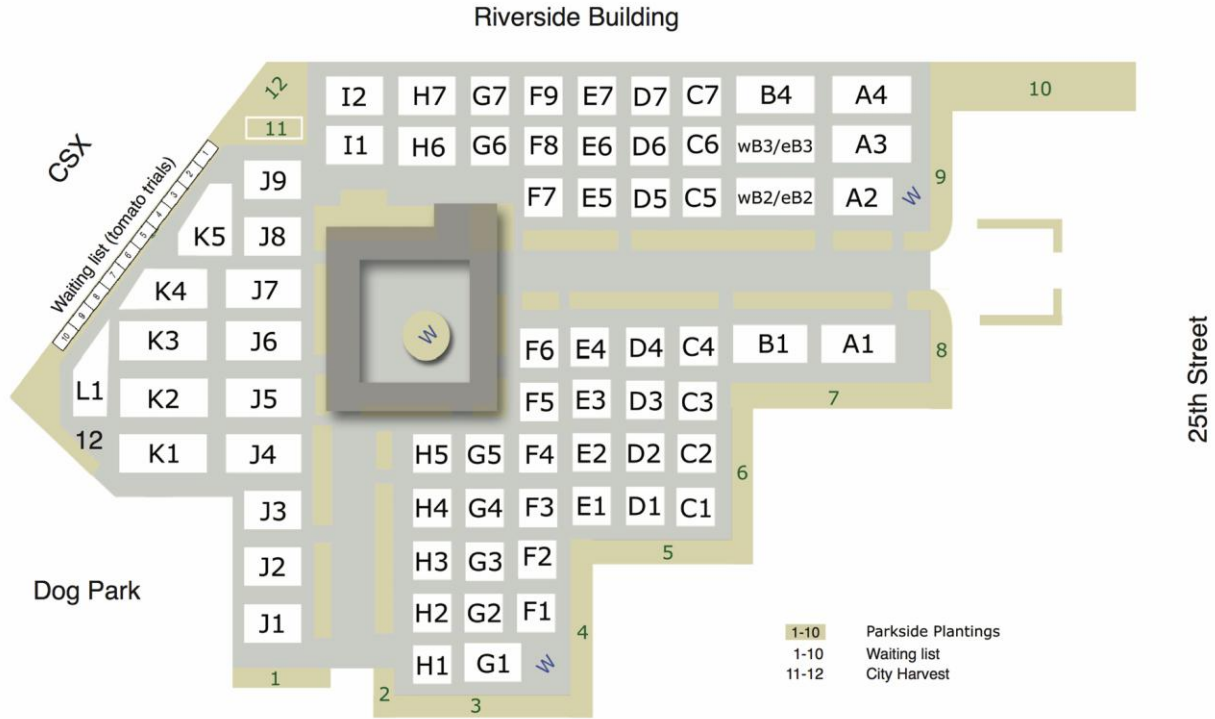 Riverside Building
12 I2 H7 G7 F9 E7 D7 C7 B4 A4 10
11 I1 H6 G6 F8 E6 D6 C6 wB3/eB3 A3
CSX
1 2 3 4 5 6 7 8 9 10
Waiting list (tomato trials)
J9 F7 E5 D5 C5 wB2/eB2 A2 W 9
K5 J8
K4 J7
K3 J6 W F6 E4 D4 C4 B1 A1 8
L1 K2 J5 F5 E3 D3 C3 7
25th Street
12 K1 J4 H5 G5 F4 E2 D2 C2 6
J3 H4 G4 F3 E1 D1 C1
J2 H3 G3 F2 5
Dog Park
J1 H2 G2 F1 4
H1 G1 W
1 2 3
1-10 Parkside Plantings
1-10 Waiting list
11-12 City Harvest